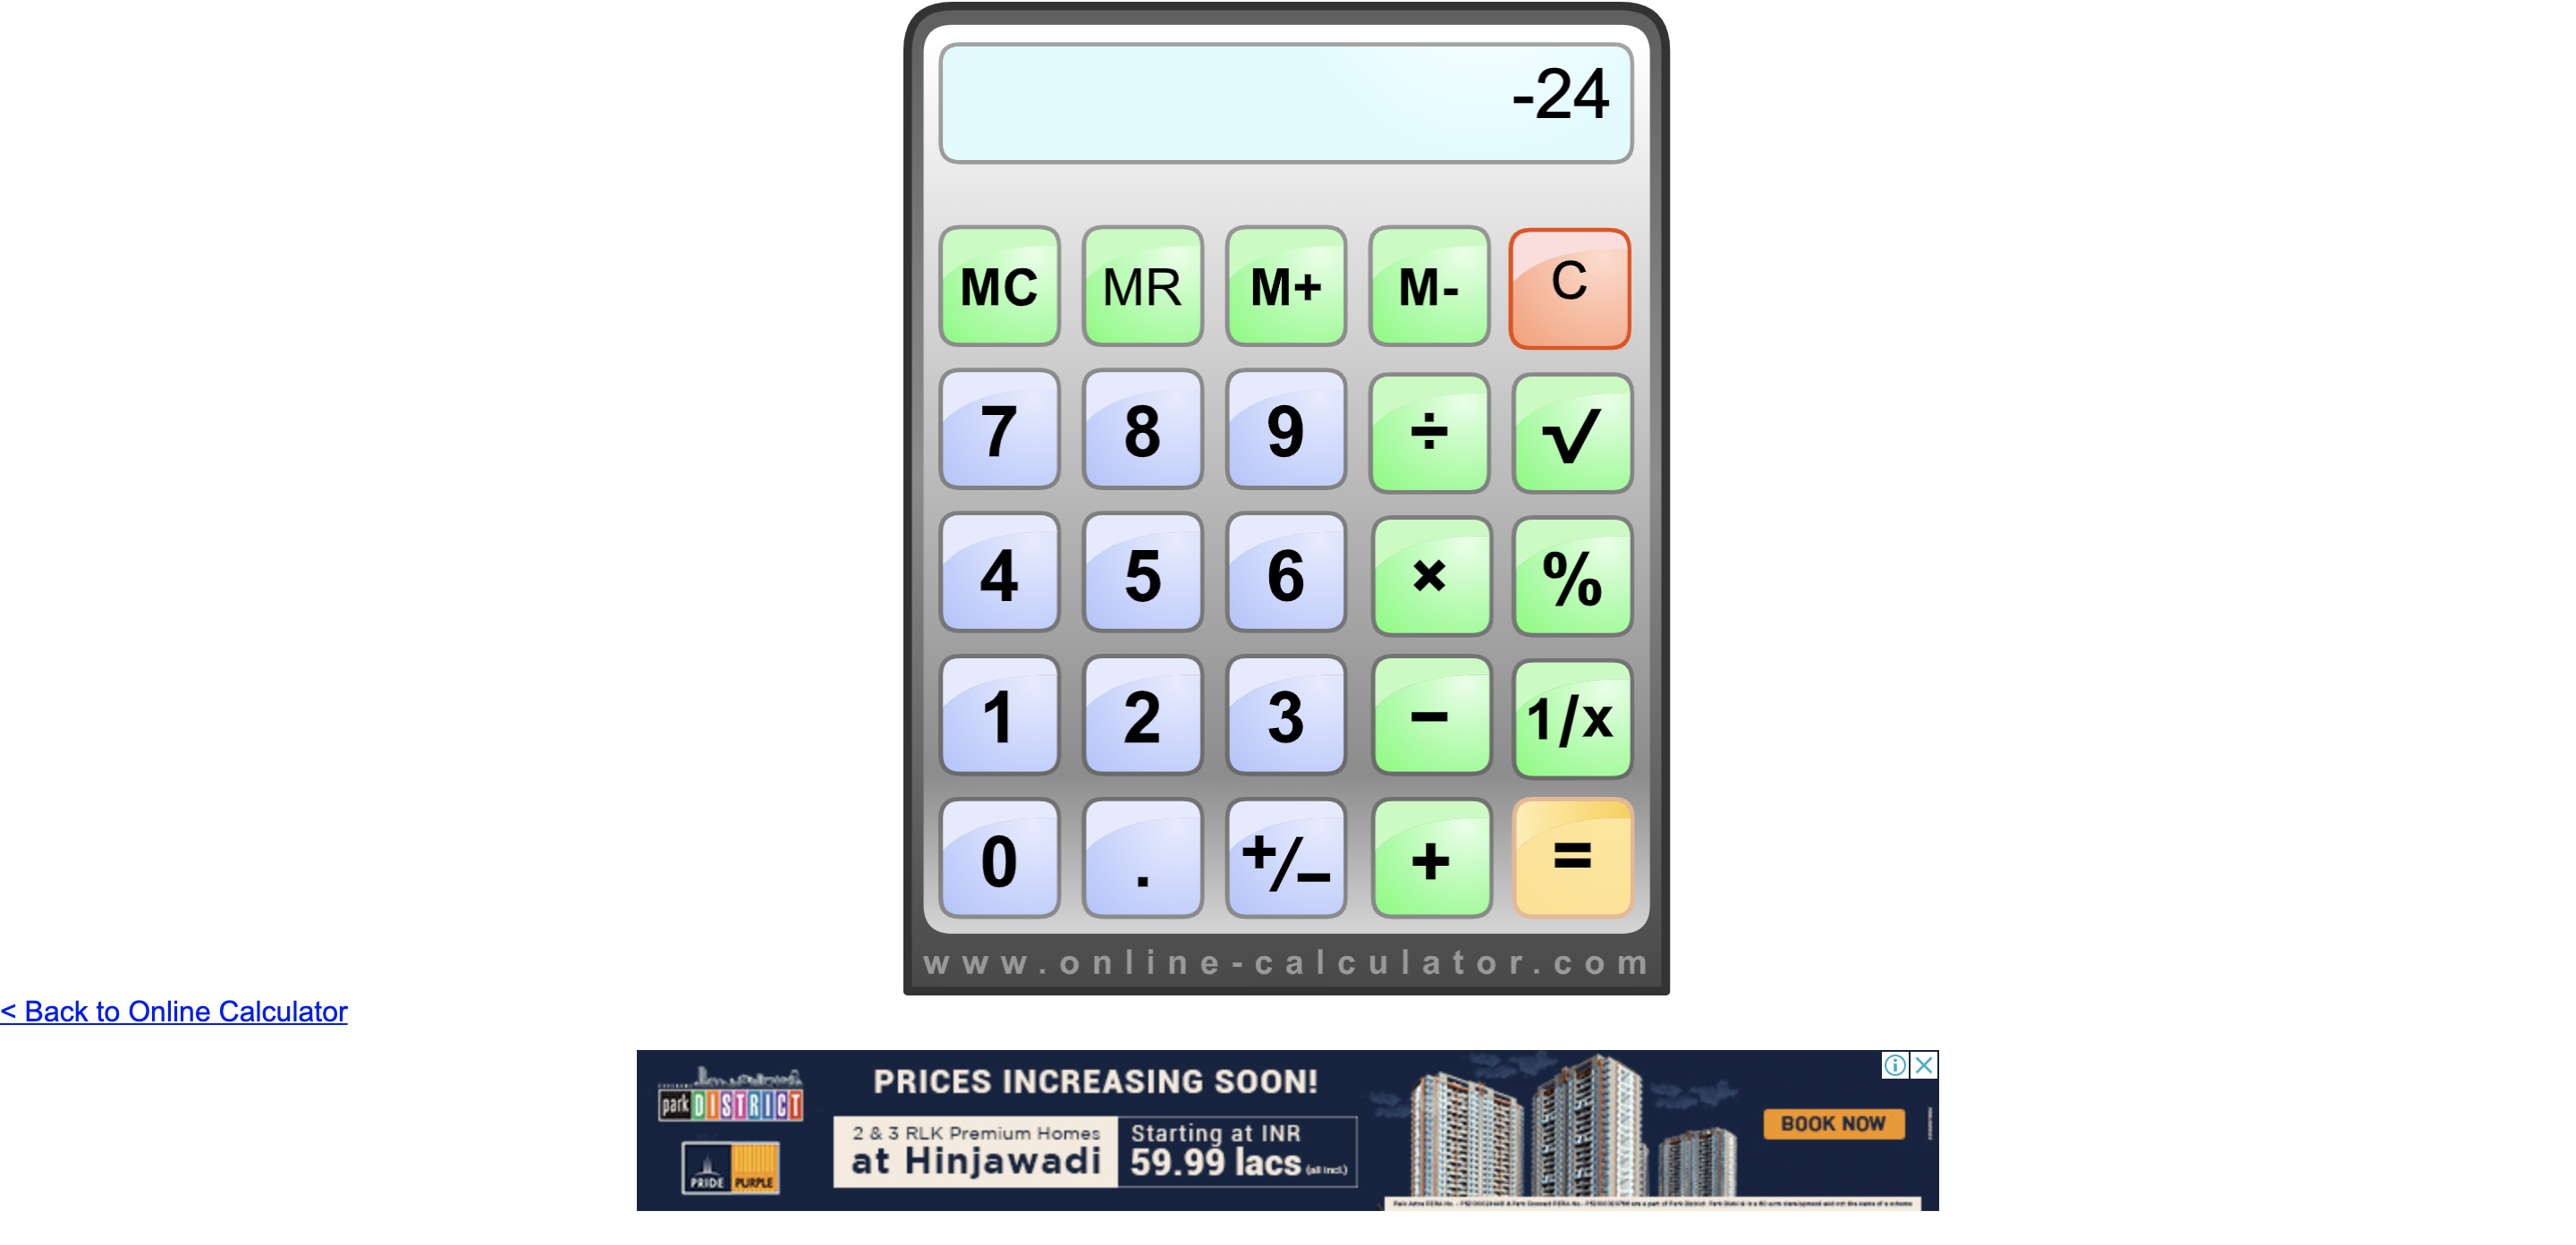 -24
MC MR M+ M- C
7 8 9 ÷ √
4 5 6 × %
1 2 3 − 1/x
0 . +/− + =
www.online-calculator.com
< Back to Online Calculator
park DISTRICT
PRIDE PURPLE
PRICES INCREASING SOON!
2 & 3 RLK Premium Homes
at Hinjawadi
Starting at INR
59.99 lacs (all incl.)
BOOK NOW